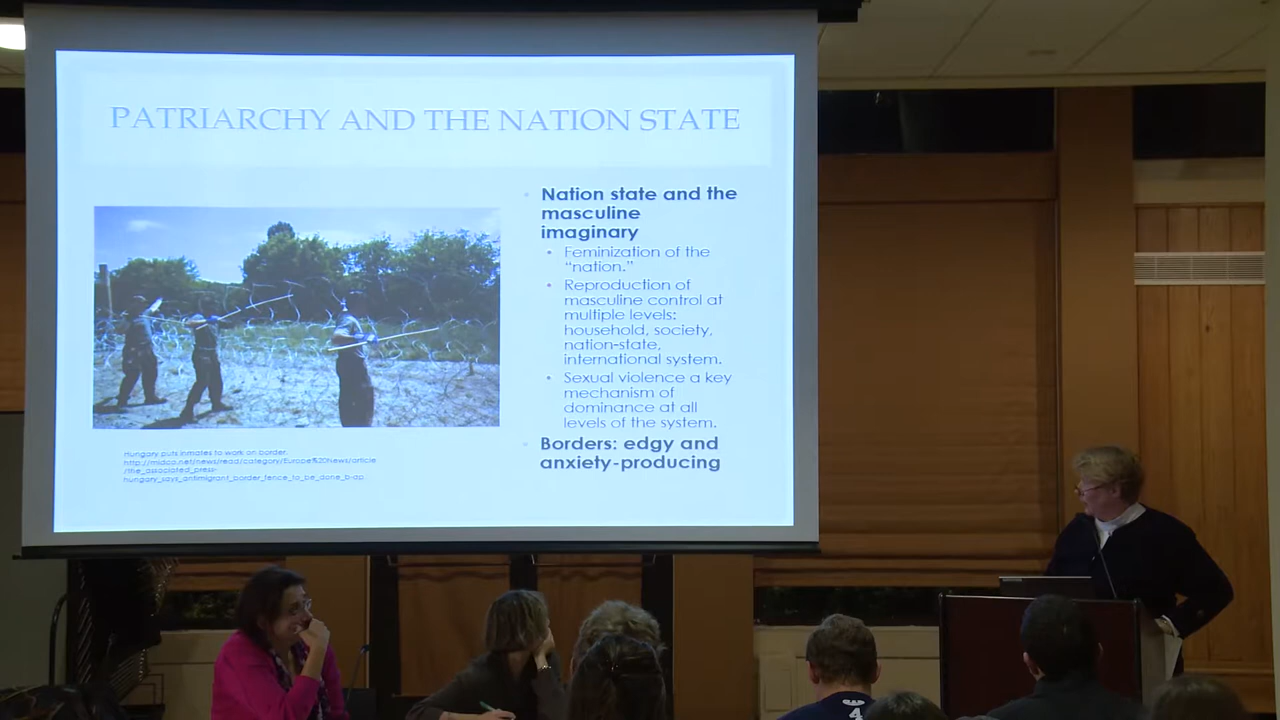 PATRIARCHY AND THE NATION STATE
Nation state and the
masculine
imaginary
Feminization of the
“nation.”
Reproduction of
masculine control at
multiple levels:
household, society,
nation-state,
international system.
Sexual violence a key
mechanism of
dominance at all
levels of the system.
Borders: edgy and
anxiety-producing
Hungary puts inmates to work on border.
http://midco.net/news/read/category/Europe%20News/article
/the_associated_press-
hungary_says_antimigrant_border_fence_to_be_done_b-ap
4